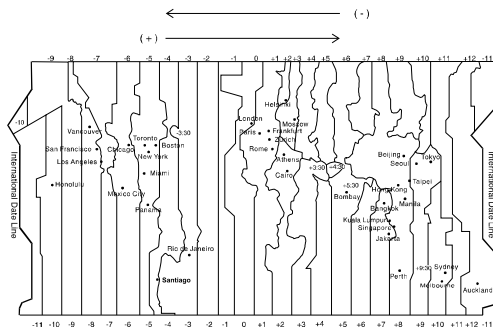 (-)
(+)
-9 -8 -7 -6 -5 -4 -3 -2 -1 0 +1 +2 +3 +4 +5 +6 +7 +8 +9 +10 +11 +12 -11
-10
Helsinki
London Moscow
Vancouver -3:30 Paris Frankfurt
Toronto Zürich
San Francisco Chicago Boston Rome Beijing Tokyo
New York Athens Seoul
Los Angeles +3:30 +4:30
Miami Cairo Taipei
Honolulu +5:30 Hong Kong
Mexico City Bombay Manila
Panama Bangkok
Kuala Lumpur
Singapore
Jakarta
Rio de Janeiro
+9:30 Sydney
Santiago Perth Melbourne
Auckland
International Date Line
International Date Line
-11 -10 -9 -8 -7 -6 -5 -4 -3 -2 -1 0 +1 +2 +3 +4 +5 +6 +7 +8 +9 +10 +11 +12 -11